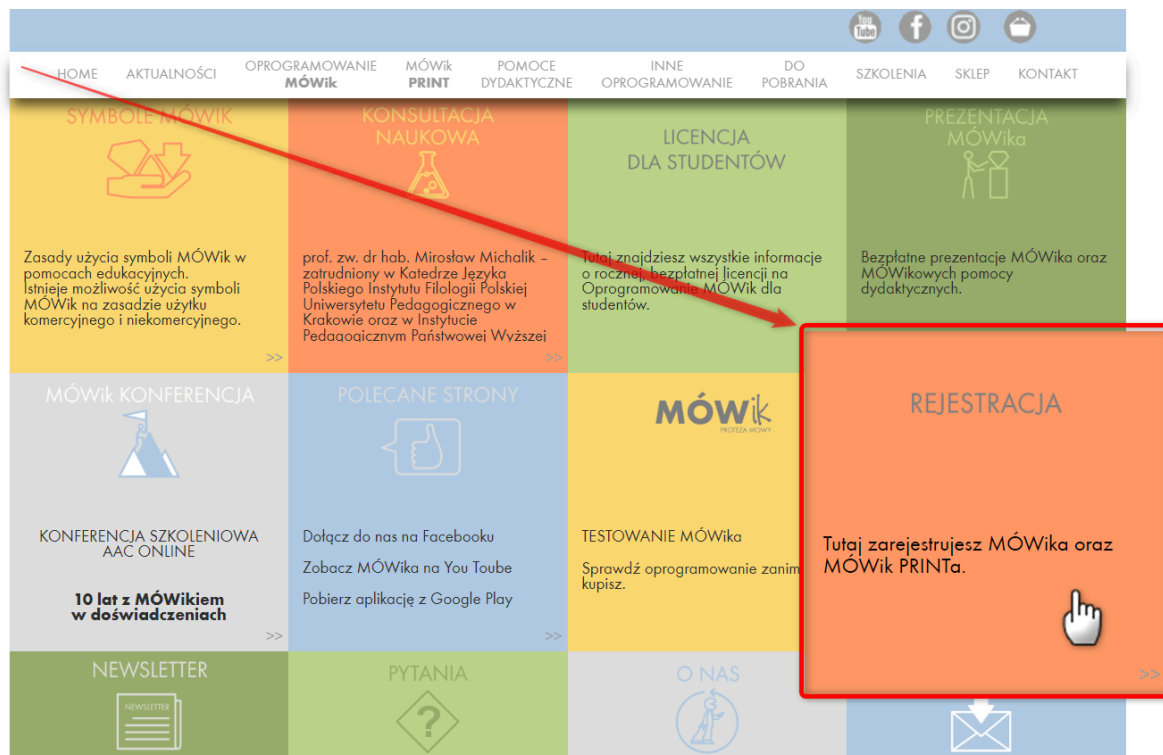 You
Tube
HOME
AKTUALNOŚCI
OPROGRAMOWANIE
MÓWik
MÓWik
PRINT
POMOCE
DYDAKTYCZNE
INNE
OPROGRAMOWANIE
DO
POBRANIA
SZKOLENIA
SKLEP
KONTAKT
SYMBOLE MÓWIK
Zasady użycia symboli MÓWik w
pomocach edukacyjnych.
Istnieje możliwość użycia symboli
MÓWik na zasadzie użytku
komercyjnego i niekomercyjnego.
>>
KONSULTACJA
NAUKOWA
prof. zw. dr hab. Mirosław Michalik –
zatrudniony w Katedrze Języka
Polskiego Instytutu Filologii Polskiej
Uniwersytetu Pedagogicznego w
Krakowie oraz w Instytucie
Pedagogicznym Państwowej Wyższej
>>
LICENCJA
DLA STUDENTÓW
Tutaj znajdziesz wszystkie informacje
o rocznej, bezpłatnej licencji na
Oprogramowanie MÓWik dla
studentów.
PREZENTACJA
MÓWika
Bezpłatne prezentacje MÓWika oraz
MÓWikowych pomocy
dydaktycznych.
MÓWik KONFERENCJA
KONFERENCJA SZKOLENIOWA
AAC ONLINE
10 lat z MÓWikiem
w doświadczeniach
>>
POLECANE STRONY
Dołącz do nas na Facebooku
Zobacz MÓWika na You Toube
Pobierz aplikację z Google Play
>>
MÓWik
PROTEZA MOWY
TESTOWANIE MÓWika
Sprawdź oprogramowanie zanim
kupisz.
REJESTRACJA
Tutaj zarejestrujesz MÓWika oraz
MÓWik PRINTa.
>>
NEWSLETTER
NEWSLETTER
PYTANIA
?
O NAS